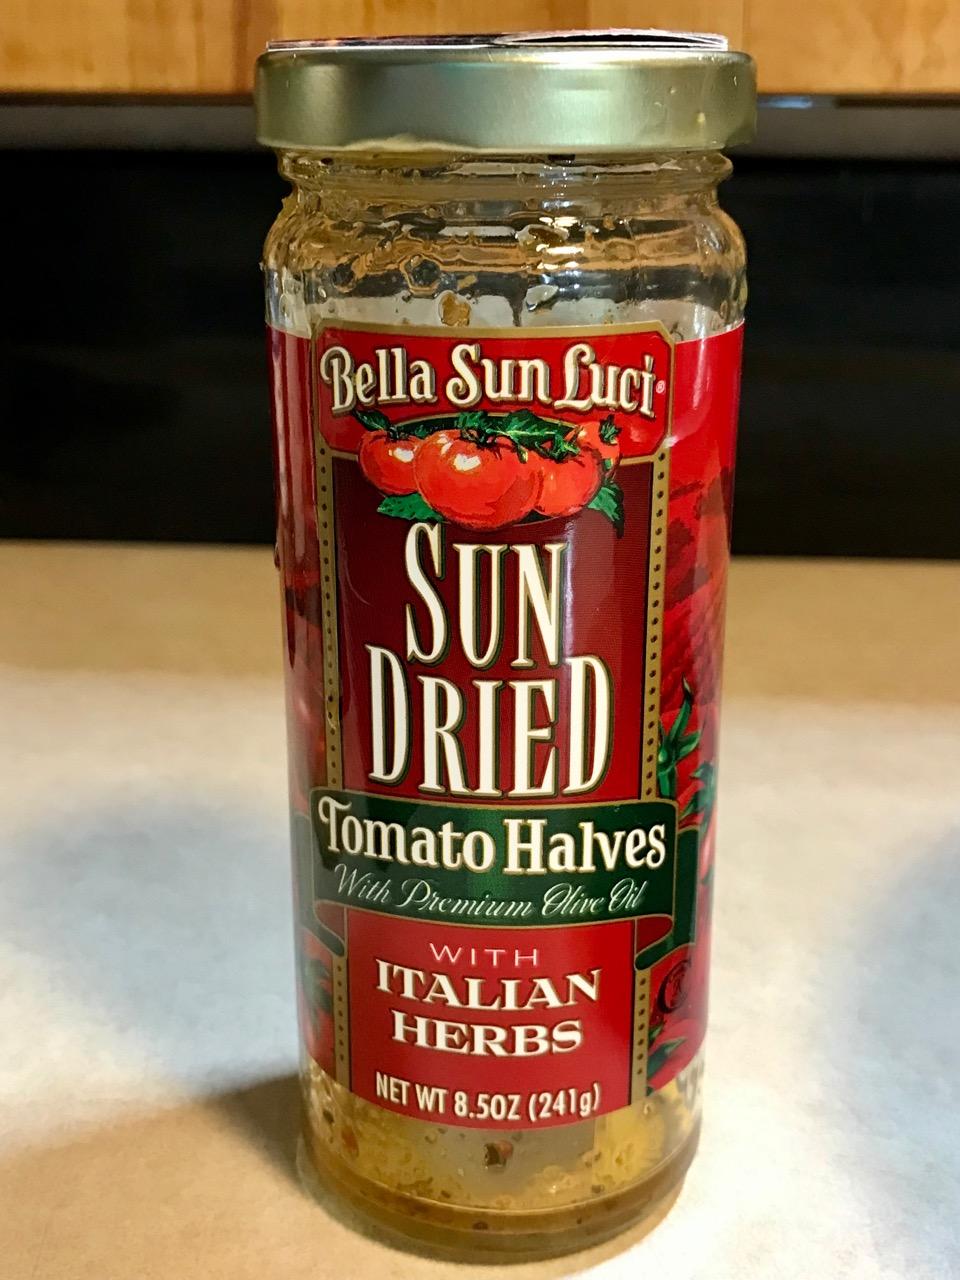 Bella Sun Luci®
SUN
DRIED
Tomato Halves
With Premium Olive Oil
WITH
ITALIAN
HERBS
NET WT 8.5OZ (241g)